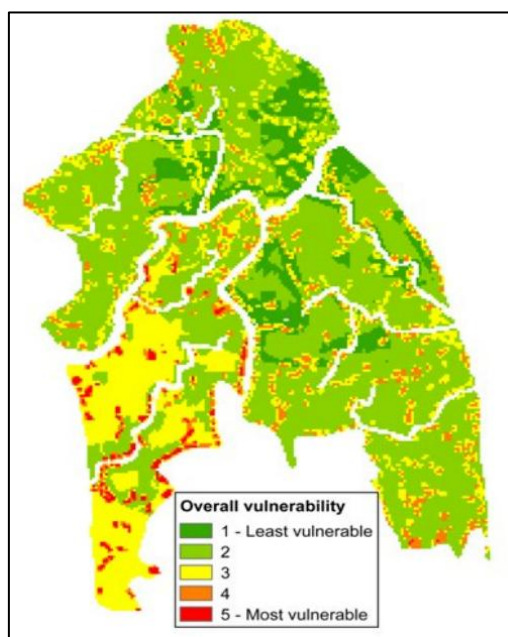 Overall vulnerability
1 - Least vulnerable
2
3
4
5 - Most vulnerable